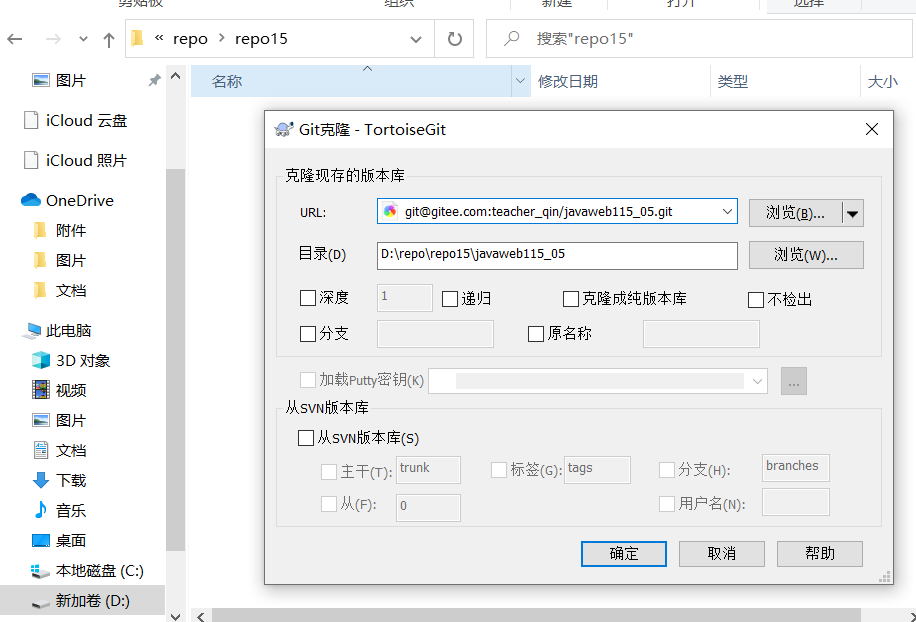 剪贴板 组织 新建 打开 选择
« repo > repo15 搜索"repo15"
名称 修改日期 类型 大小
图片
iCloud 云盘
iCloud 照片
OneDrive
附件
图片
文档
此电脑
3D 对象
视频
图片
文档
下载
音乐
桌面
本地磁盘 (C:)
新加卷 (D:)
Git克隆 - TortoiseGit
克隆现存的版本库
URL: git@gitee.com:teacher_qin/javaweb115_05.git 浏览(B)...
目录(D) D:\repo\repo15\javaweb115_05 浏览(W)...
深度 1 递归 克隆成纯版本库 不检出
分支 原名称
加载Putty密钥(K) ...
从SVN版本库
从SVN版本库(S)
主干(T): trunk 标签(G): tags 分支(H): branches
从(F): 0 用户名(N):
确定 取消 帮助